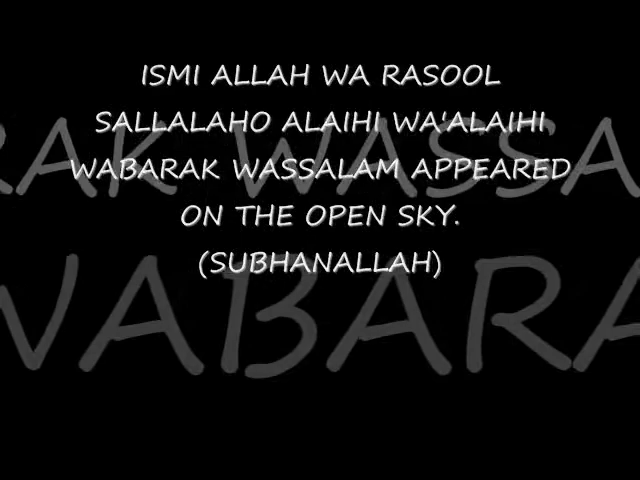 ISMI ALLAH WA RASOOL
SALLALAHO ALAIHI WA'ALAIHI
WABARAK WASSALAM APPEARED
ON THE OPEN SKY.
(SUBHANALLAH)
RAK WASSA
WABARA